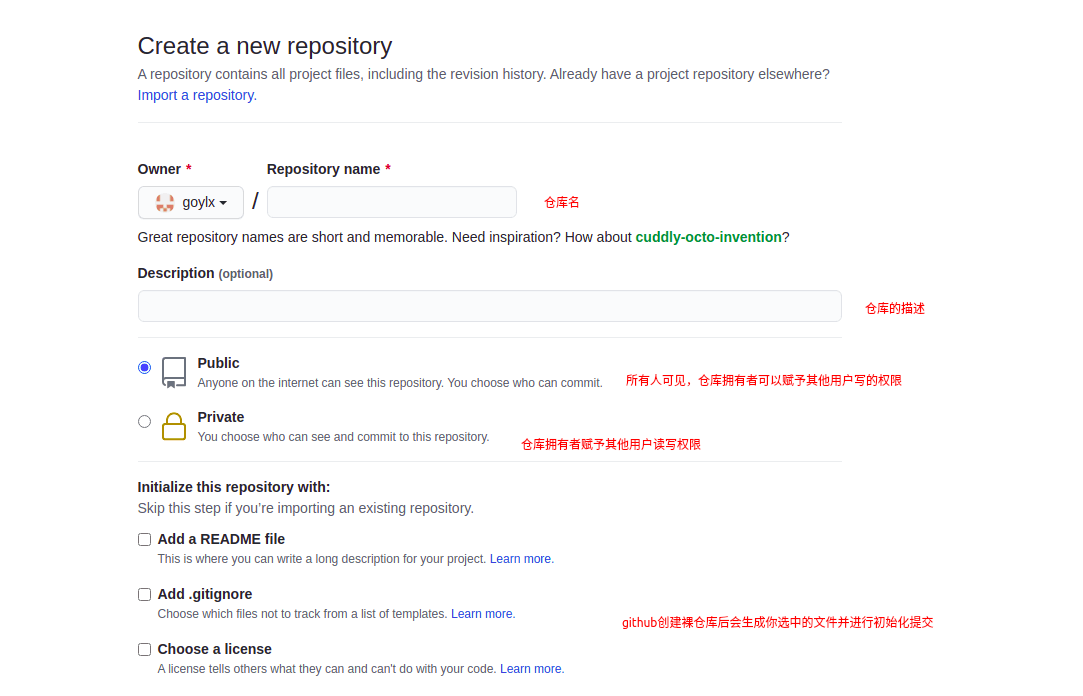 Create a new repository
A repository contains all project files, including the revision history. Already have a project repository elsewhere?
Import a repository.
Owner *
Repository name *
goylx
/
仓库名
Great repository names are short and memorable. Need inspiration? How about cuddly-octo-invention?
Description (optional)
仓库的描述
Public
Anyone on the internet can see this repository. You choose who can commit.
所有人可见，仓库拥有者可以赋予其他用户写的权限
Private
You choose who can see and commit to this repository.
仓库拥有者赋予其他用户读写权限
Initialize this repository with:
Skip this step if you’re importing an existing repository.
Add a README file
This is where you can write a long description for your project. Learn more.
Add .gitignore
Choose which files not to track from a list of templates. Learn more.
github创建裸仓库后会生成你选中的文件并进行初始化提交
Choose a license
A license tells others what they can and can't do with your code. Learn more.